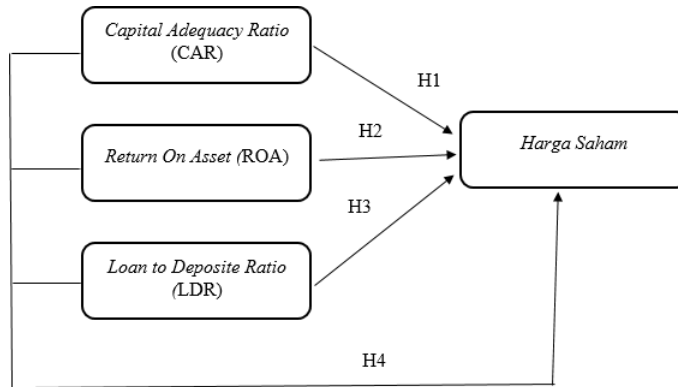 Capital Adequacy Ratio
(CAR)
H1
Return On Asset (ROA)
H2
Harga Saham
H3
Loan to Deposite Ratio
(LDR)
H4